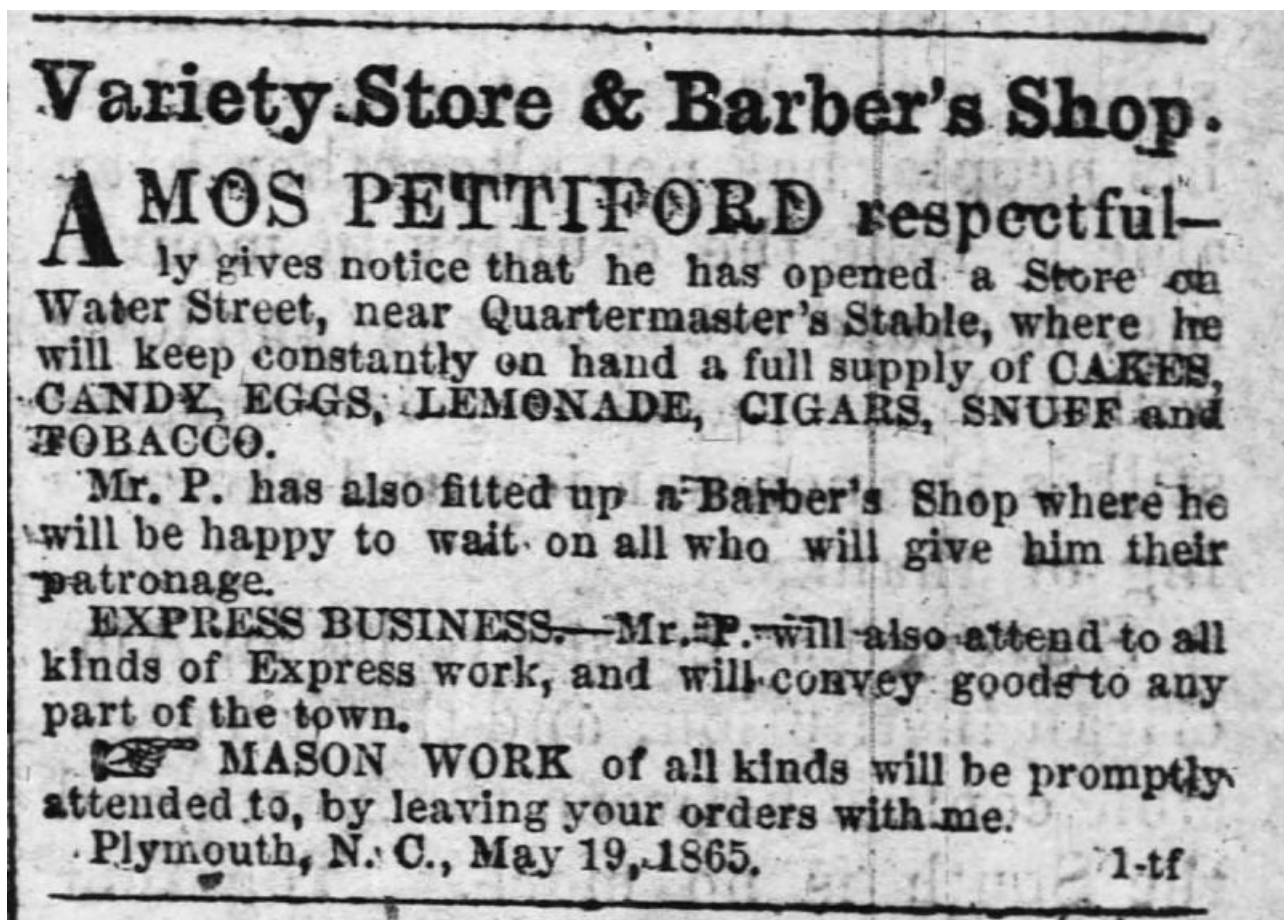 Variety Store & Barber's Shop.
AMOS PETTIFORD respectful-
ly gives notice that he has opened a Store on
Water Street, near Quartermaster's Stable, where he
will keep constantly on hand a full supply of CAKES,
CANDY, EGGS, LEMONADE, CIGARS, SNUFF and
TOBACCO.
Mr. P. has also fitted up a Barber's Shop where he
will be happy to wait on all who will give him their
patronage.
EXPRESS BUSINESS.—Mr. P. will also attend to all
kinds of Express work, and will convey goods to any
part of the town.
☞ MASON WORK of all kinds will be promptly
attended to, by leaving your orders with me.
Plymouth, N. C., May 19, 1865. 1-tf